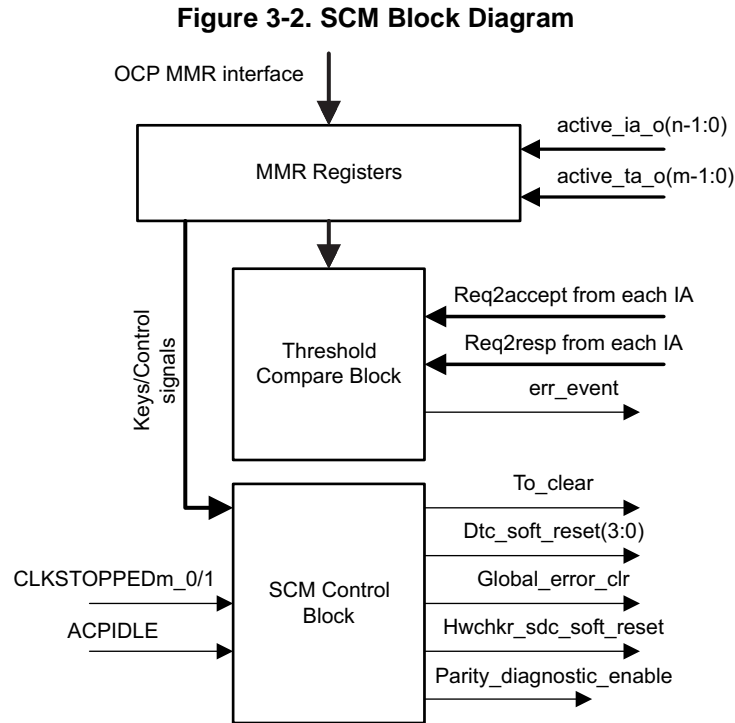 Figure 3-2. SCM Block Diagram
OCP MMR interface
active_ia_o(n-1:0)
MMR Registers
active_ta_o(m-1:0)
Keys/Control
signals
Req2accept from each IA
Threshold
Compare Block
Req2resp from each IA
err_event
To_clear
Dtc_soft_reset(3:0)
CLKSTOPPEDm_0/1
SCM Control
Block
Global_error_clr
ACPIDLE
Hwchkr_sdc_soft_reset
Parity_diagnostic_enable